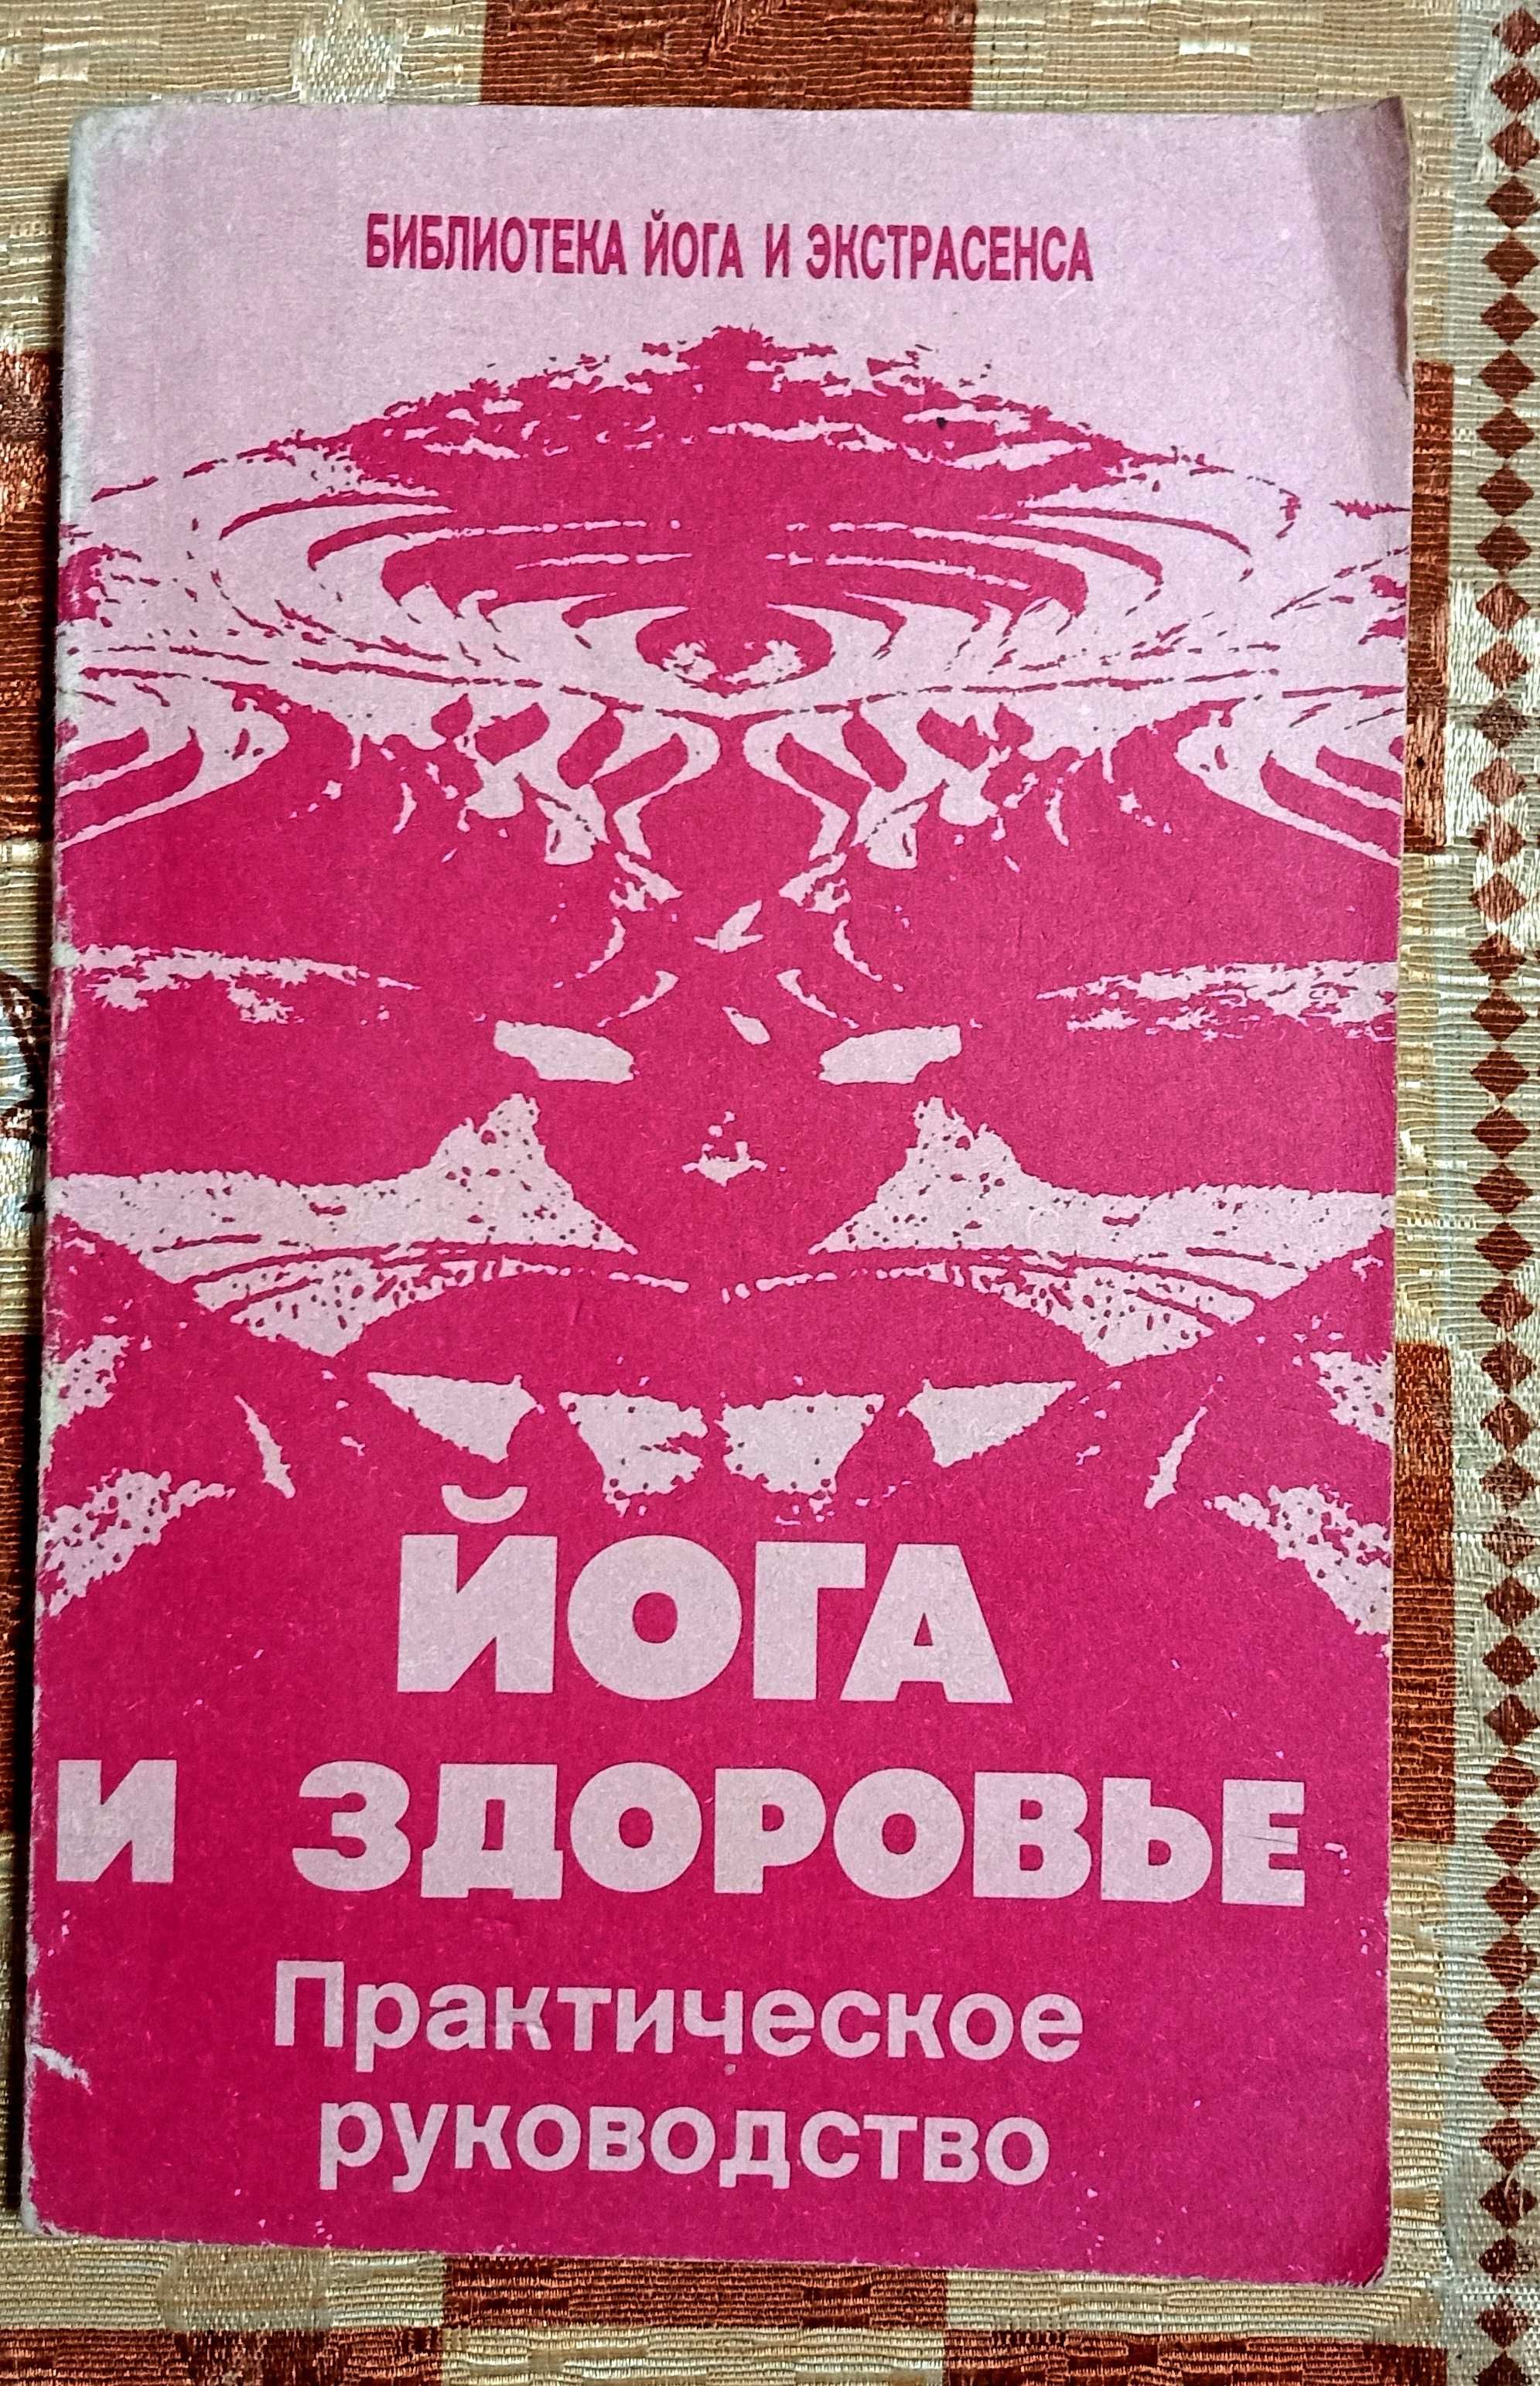 БИБЛИОТЕКА ЙОГА И ЭКСТРАСЕНСА
ЙОГА
И ЗДОРОВЬЕ
Практическое
руководство